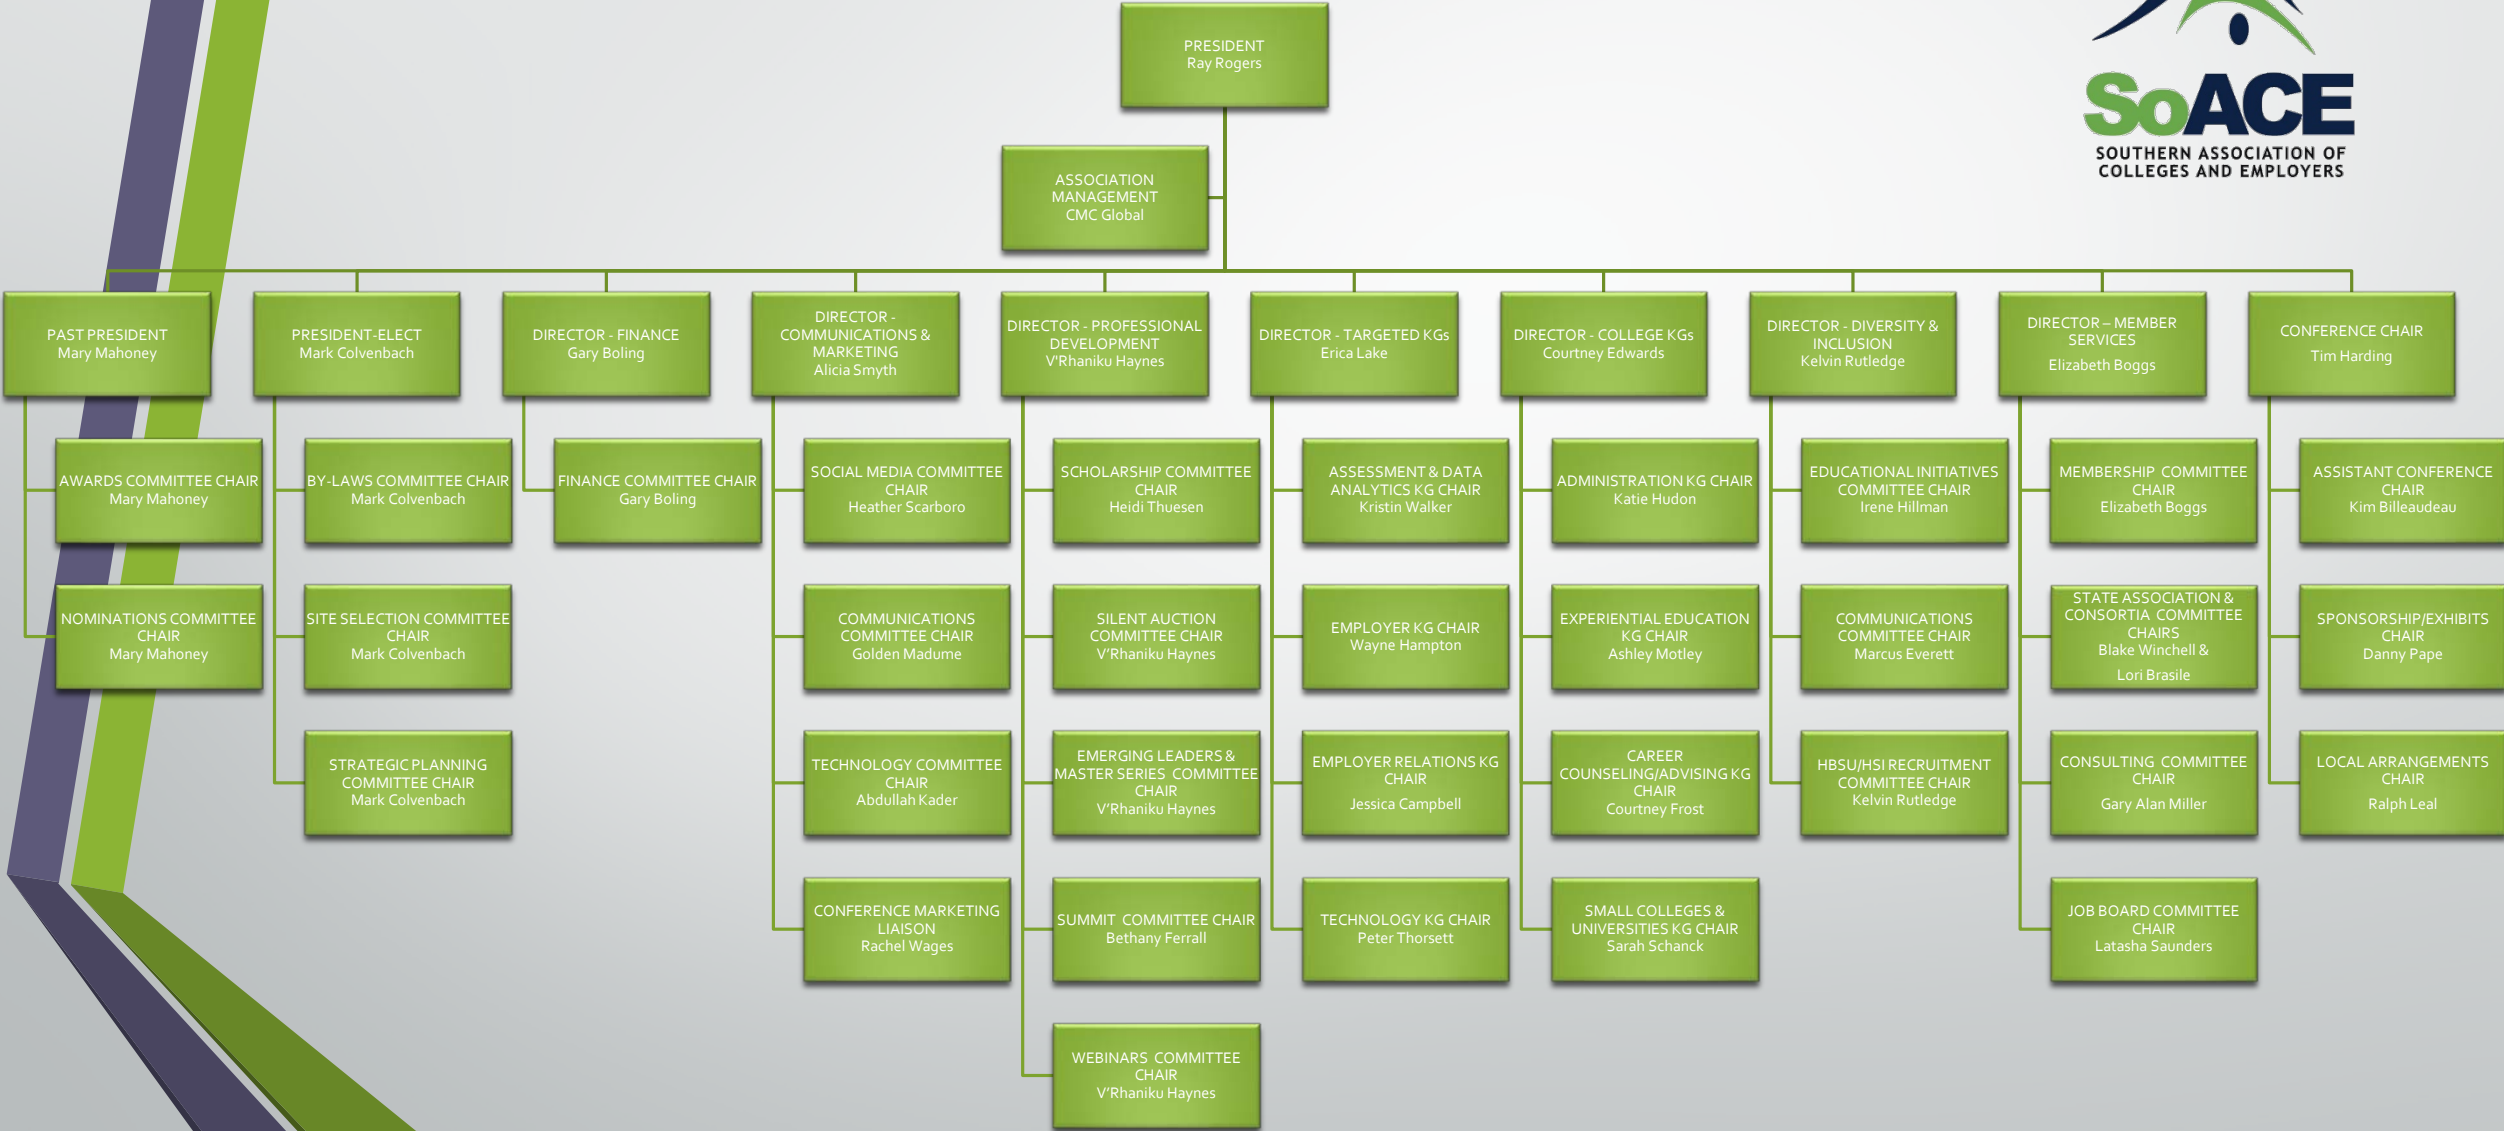 PRESIDENT
Ray Rogers
SoACE
SOUTHERN ASSOCIATION OF
COLLEGES AND EMPLOYERS
ASSOCIATION
MANAGEMENT
CMC Global
PAST PRESIDENT
Mary Mahoney
PRESIDENT-ELECT
Mark Colvenbach
DIRECTOR - FINANCE
Gary Boling
DIRECTOR -
COMMUNICATIONS &
MARKETING
Alicia Smyth
DIRECTOR - PROFESSIONAL
DEVELOPMENT
V'Rhaniku Haynes
DIRECTOR - TARGETED KGs
Erica Lake
DIRECTOR - COLLEGE KGs
Courtney Edwards
DIRECTOR - DIVERSITY &
INCLUSION
Kelvin Rutledge
DIRECTOR – MEMBER
SERVICES
Elizabeth Boggs
CONFERENCE CHAIR
Tim Harding
AWARDS COMMITTEE CHAIR
Mary Mahoney
BY-LAWS COMMITTEE CHAIR
Mark Colvenbach
FINANCE COMMITTEE CHAIR
Gary Boling
SOCIAL MEDIA COMMITTEE
CHAIR
Heather Scarboro
SCHOLARSHIP COMMITTEE
CHAIR
Heidi Thuesen
ASSESSMENT & DATA
ANALYTICS KG CHAIR
Kristin Walker
ADMINISTRATION KG CHAIR
Katie Hudon
EDUCATIONAL INITIATIVES
COMMITTEE CHAIR
Irene Hillman
MEMBERSHIP COMMITTEE
CHAIR
Elizabeth Boggs
ASSISTANT CONFERENCE
CHAIR
Kim Billeaudeau
NOMINATIONS COMMITTEE
CHAIR
Mary Mahoney
SITE SELECTION COMMITTEE
CHAIR
Mark Colvenbach
COMMUNICATIONS
COMMITTEE CHAIR
Golden Madume
SILENT AUCTION
COMMITTEE CHAIR
V’Rhaniku Haynes
EMPLOYER KG CHAIR
Wayne Hampton
EXPERIENTIAL EDUCATION
KG CHAIR
Ashley Motley
COMMUNICATIONS
COMMITTEE CHAIR
Marcus Everett
STATE ASSOCIATION &
CONSORTIA COMMITTEE
CHAIRS
Blake Winchell &
Lori Brasile
SPONSORSHIP/EXHIBITS
CHAIR
Danny Pape
STRATEGIC PLANNING
COMMITTEE CHAIR
Mark Colvenbach
TECHNOLOGY COMMITTEE
CHAIR
Abdullah Kader
EMERGING LEADERS &
MASTER SERIES COMMITTEE
CHAIR
V’Rhaniku Haynes
EMPLOYER RELATIONS KG
CHAIR
Jessica Campbell
CAREER
COUNSELING/ADVISING KG
CHAIR
Courtney Frost
HBSU/HSI RECRUITMENT
COMMITTEE CHAIR
Kelvin Rutledge
CONSULTING COMMITTEE
CHAIR
Gary Alan Miller
LOCAL ARRANGEMENTS
CHAIR
Ralph Leal
CONFERENCE MARKETING
LIAISON
Rachel Wages
SUMMIT COMMITTEE CHAIR
Bethany Ferrall
TECHNOLOGY KG CHAIR
Peter Thorsett
SMALL COLLEGES &
UNIVERSITIES KG CHAIR
Sarah Schanck
JOB BOARD COMMITTEE
CHAIR
Latasha Saunders
WEBINARS COMMITTEE
CHAIR
V’Rhaniku Haynes